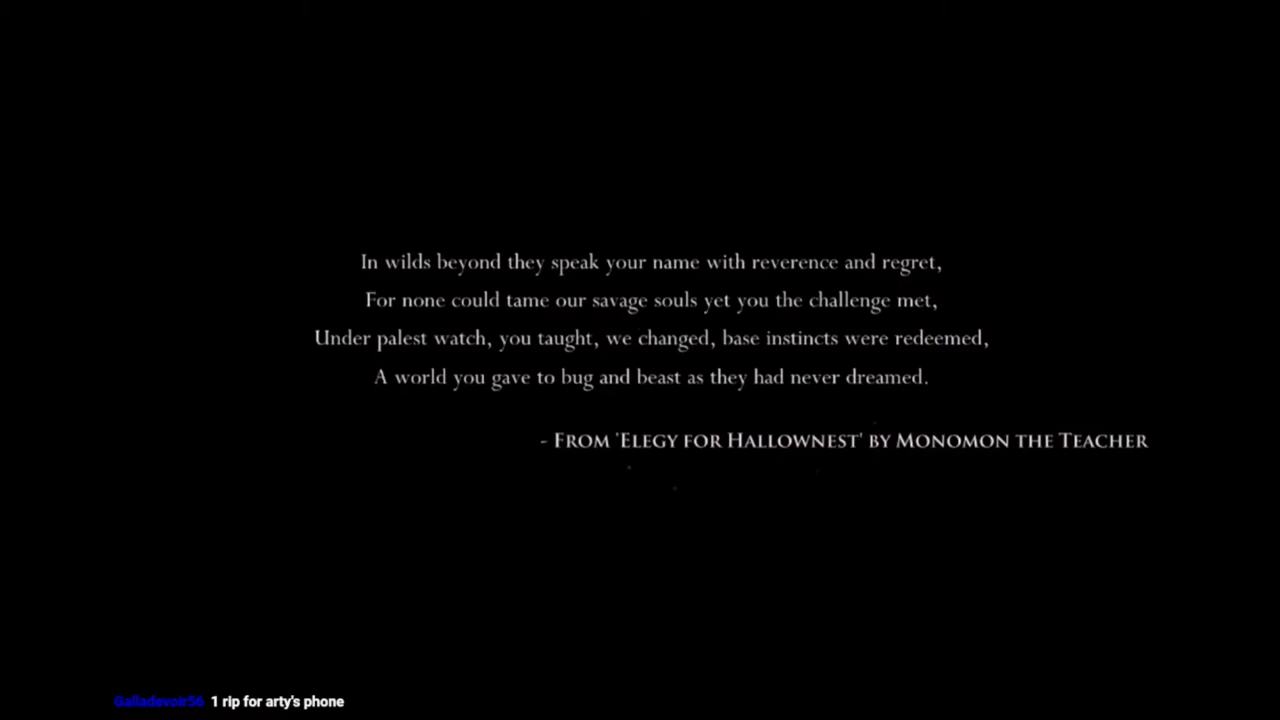 In wilds beyond they speak your name with reverence and regret,
For none could tame our savage souls yet you the challenge met,
Under palest watch, you taught, we changed, base instincts were redeemed,
A world you gave to bug and beast as they had never dreamed.
- From 'Elegy for Hallownest' by Monomon the Teacher
Galladevoir56 1 rip for arty's phone